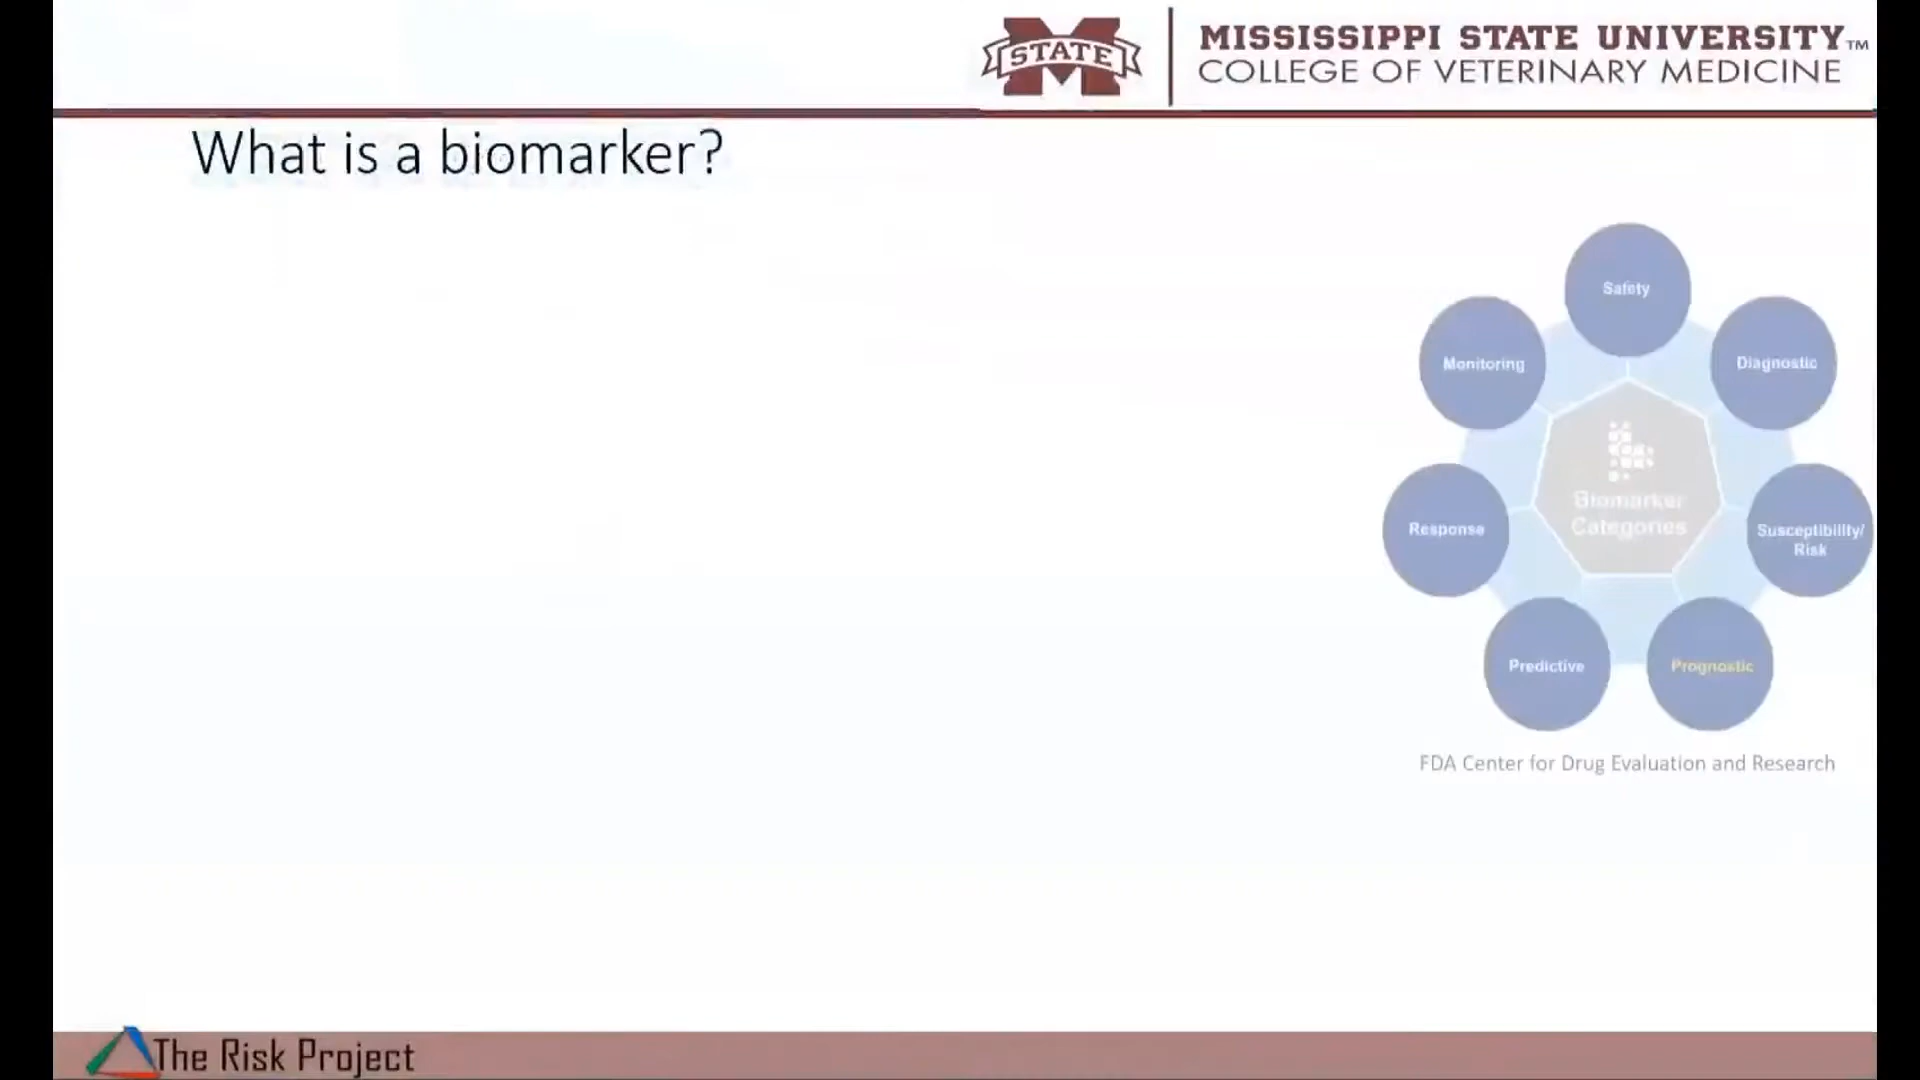 STATE
MISSISSIPPI STATE UNIVERSITY™
COLLEGE OF VETERINARY MEDICINE
What is a biomarker?
Safety
Monitoring
Diagnostic
Biomarker
Categories
Response
Susceptibility/
Risk
Predictive
Prognostic
FDA Center for Drug Evaluation and Research
The Risk Project